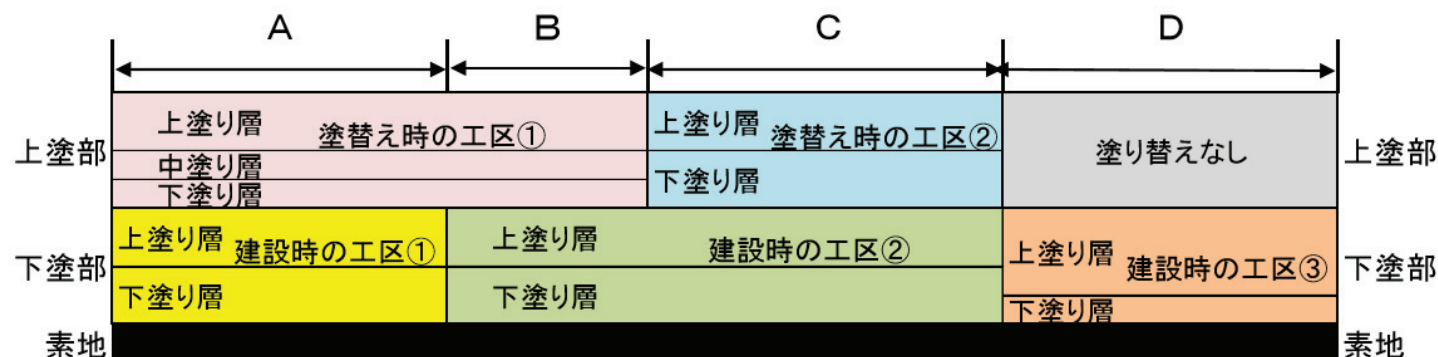 A B C D
上塗り層 塗替え時の工区① 上塗り層 塗替え時の工区②
上塗部 塗り替えなし 上塗部
中塗り層
下塗り層 下塗り層
上塗り層 建設時の工区① 上塗り層 建設時の工区② 上塗り層 建設時の工区③
下塗部 下塗部
下塗り層 下塗り層 下塗り層
素地 素地